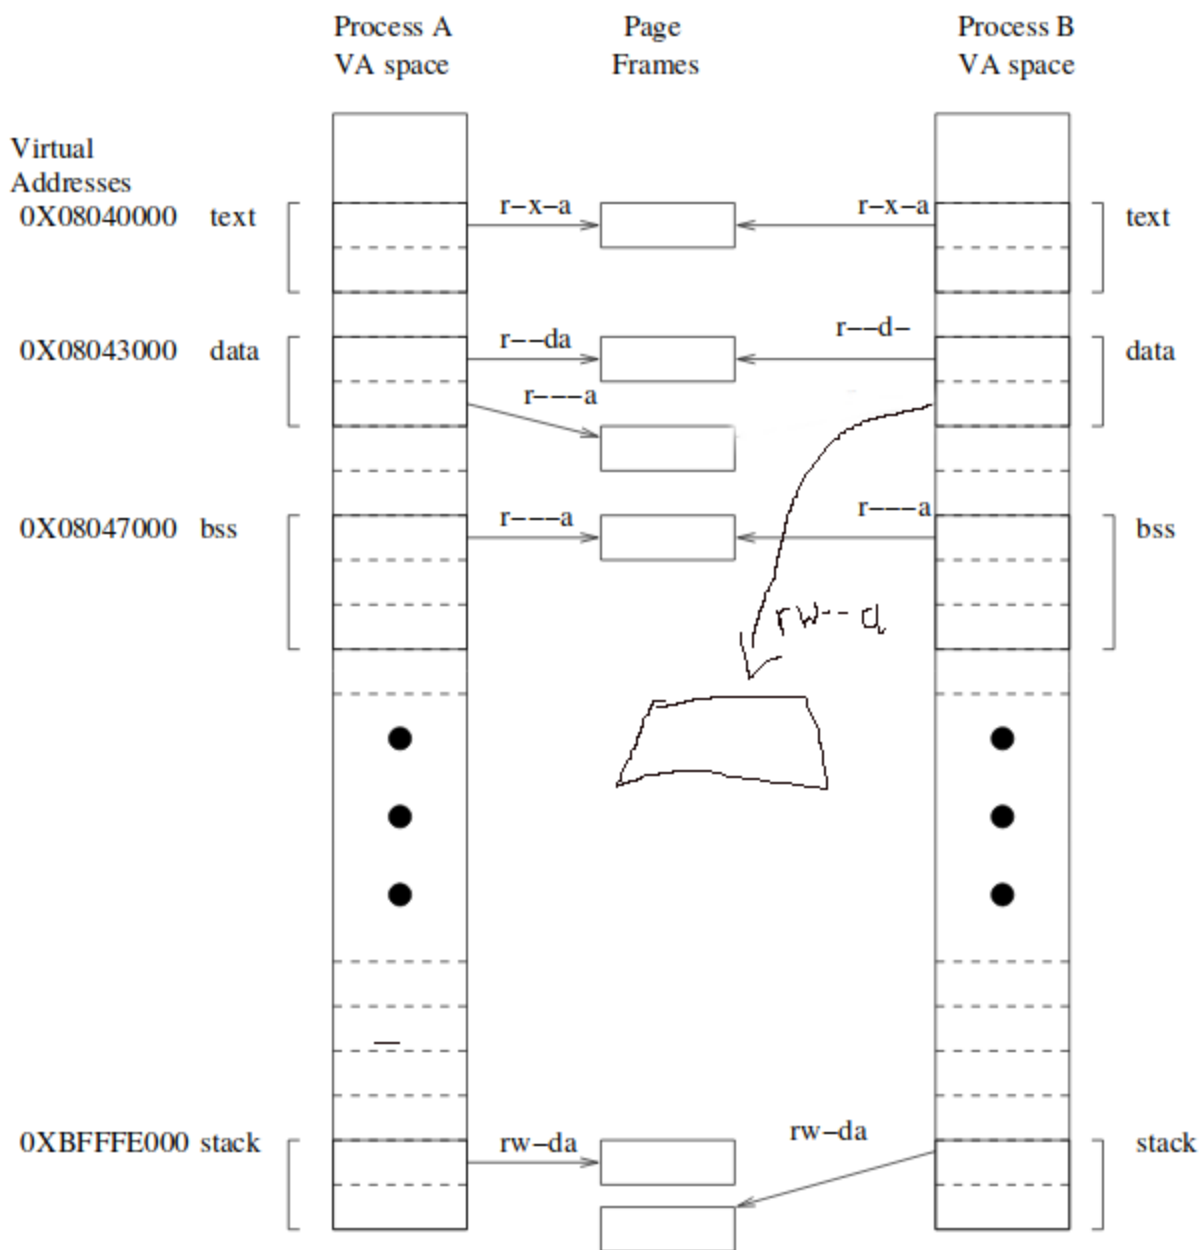 Process A
VA space
Page
Frames
Process B
VA space
Virtual
Addresses
0X08040000 text
r-x-a
r-x-a
text
0X08043000 data
r--da
r--d-
data
r---a
0X08047000 bss
r---a
r---a
bss
rw--a
0XBFFFE000 stack
rw-da
rw-da
stack